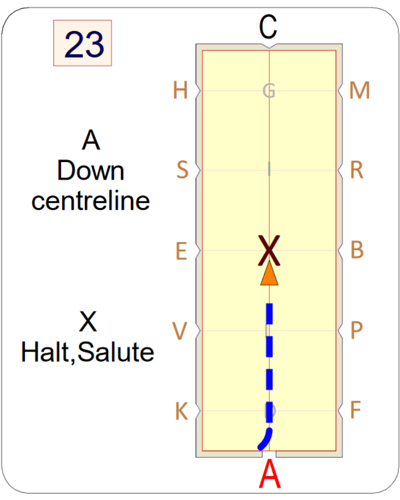 C
23
H G M
A
Down
centreline
S I R
E X B
X
Halt,Salute
V P
K D F
A